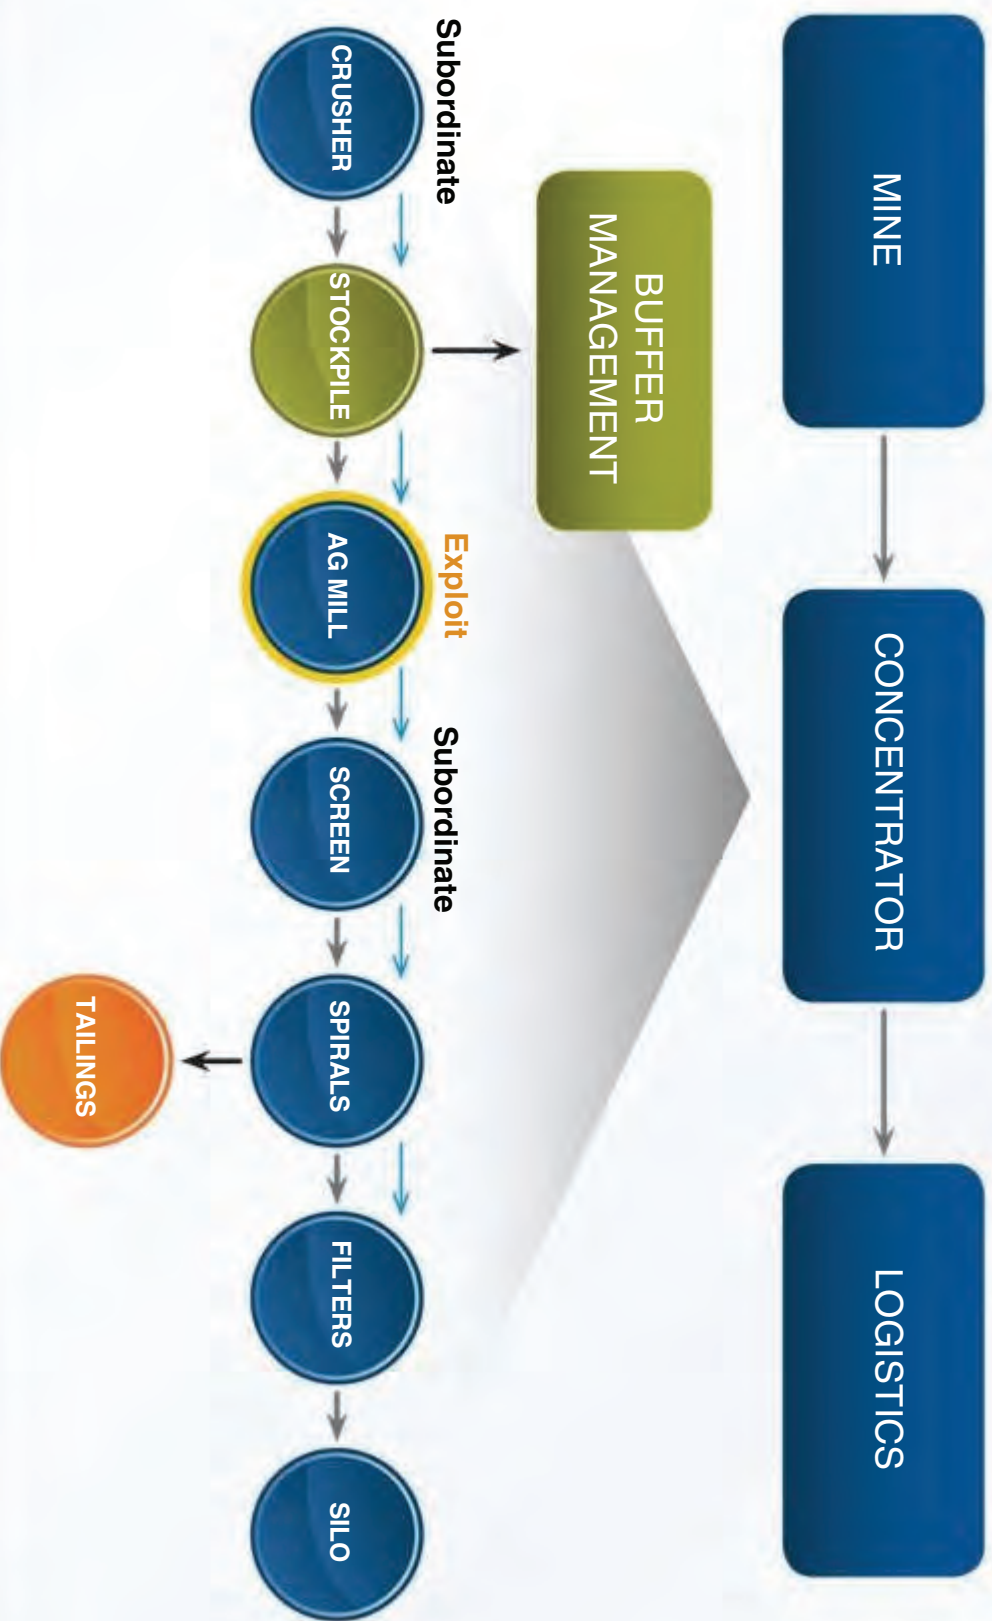 MINE
CONCENTRATOR
LOGISTICS
BUFFER
MANAGEMENT
Subordinate
Exploit
Subordinate
CRUSHER
STOCKPILE
AG MILL
SCREEN
SPIRALS
FILTERS
SILO
TAILINGS